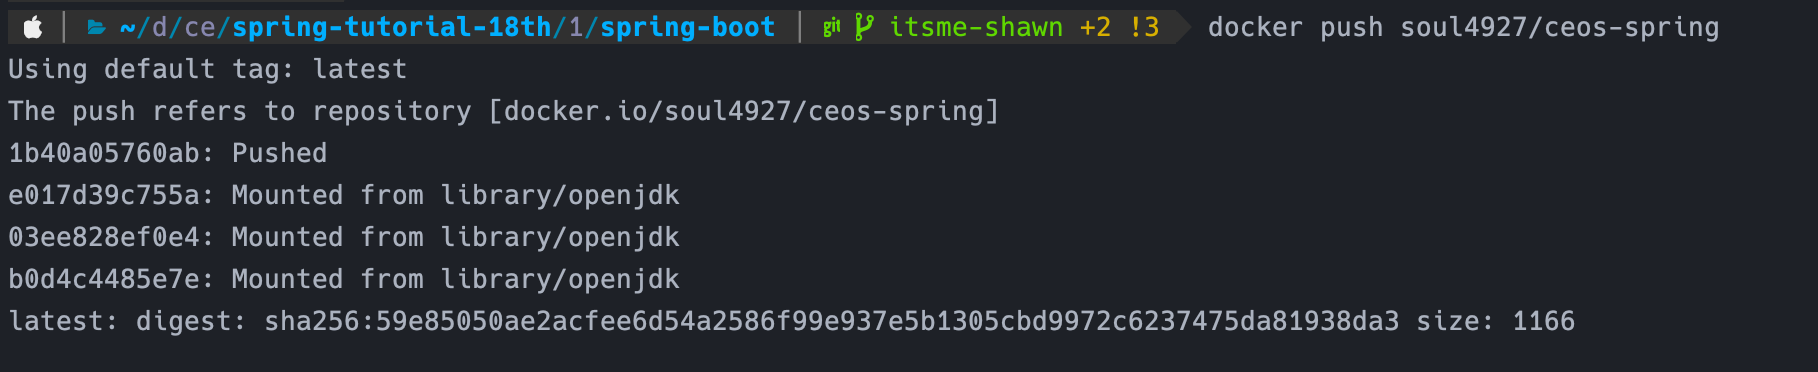 ~/d/ce/spring-tutorial-18th/1/spring-boot | git itsme-shawn +2 !3 docker push soul4927/ceos-spring
Using default tag: latest
The push refers to repository [docker.io/soul4927/ceos-spring]
1b40a05760ab: Pushed
e017d39c755a: Mounted from library/openjdk
03ee828ef0e4: Mounted from library/openjdk
b0d4c4485e7e: Mounted from library/openjdk
latest: digest: sha256:59e85050ae2acfee6d54a2586f99e937e5b1305cbd9972c6237475da81938da3 size: 1166